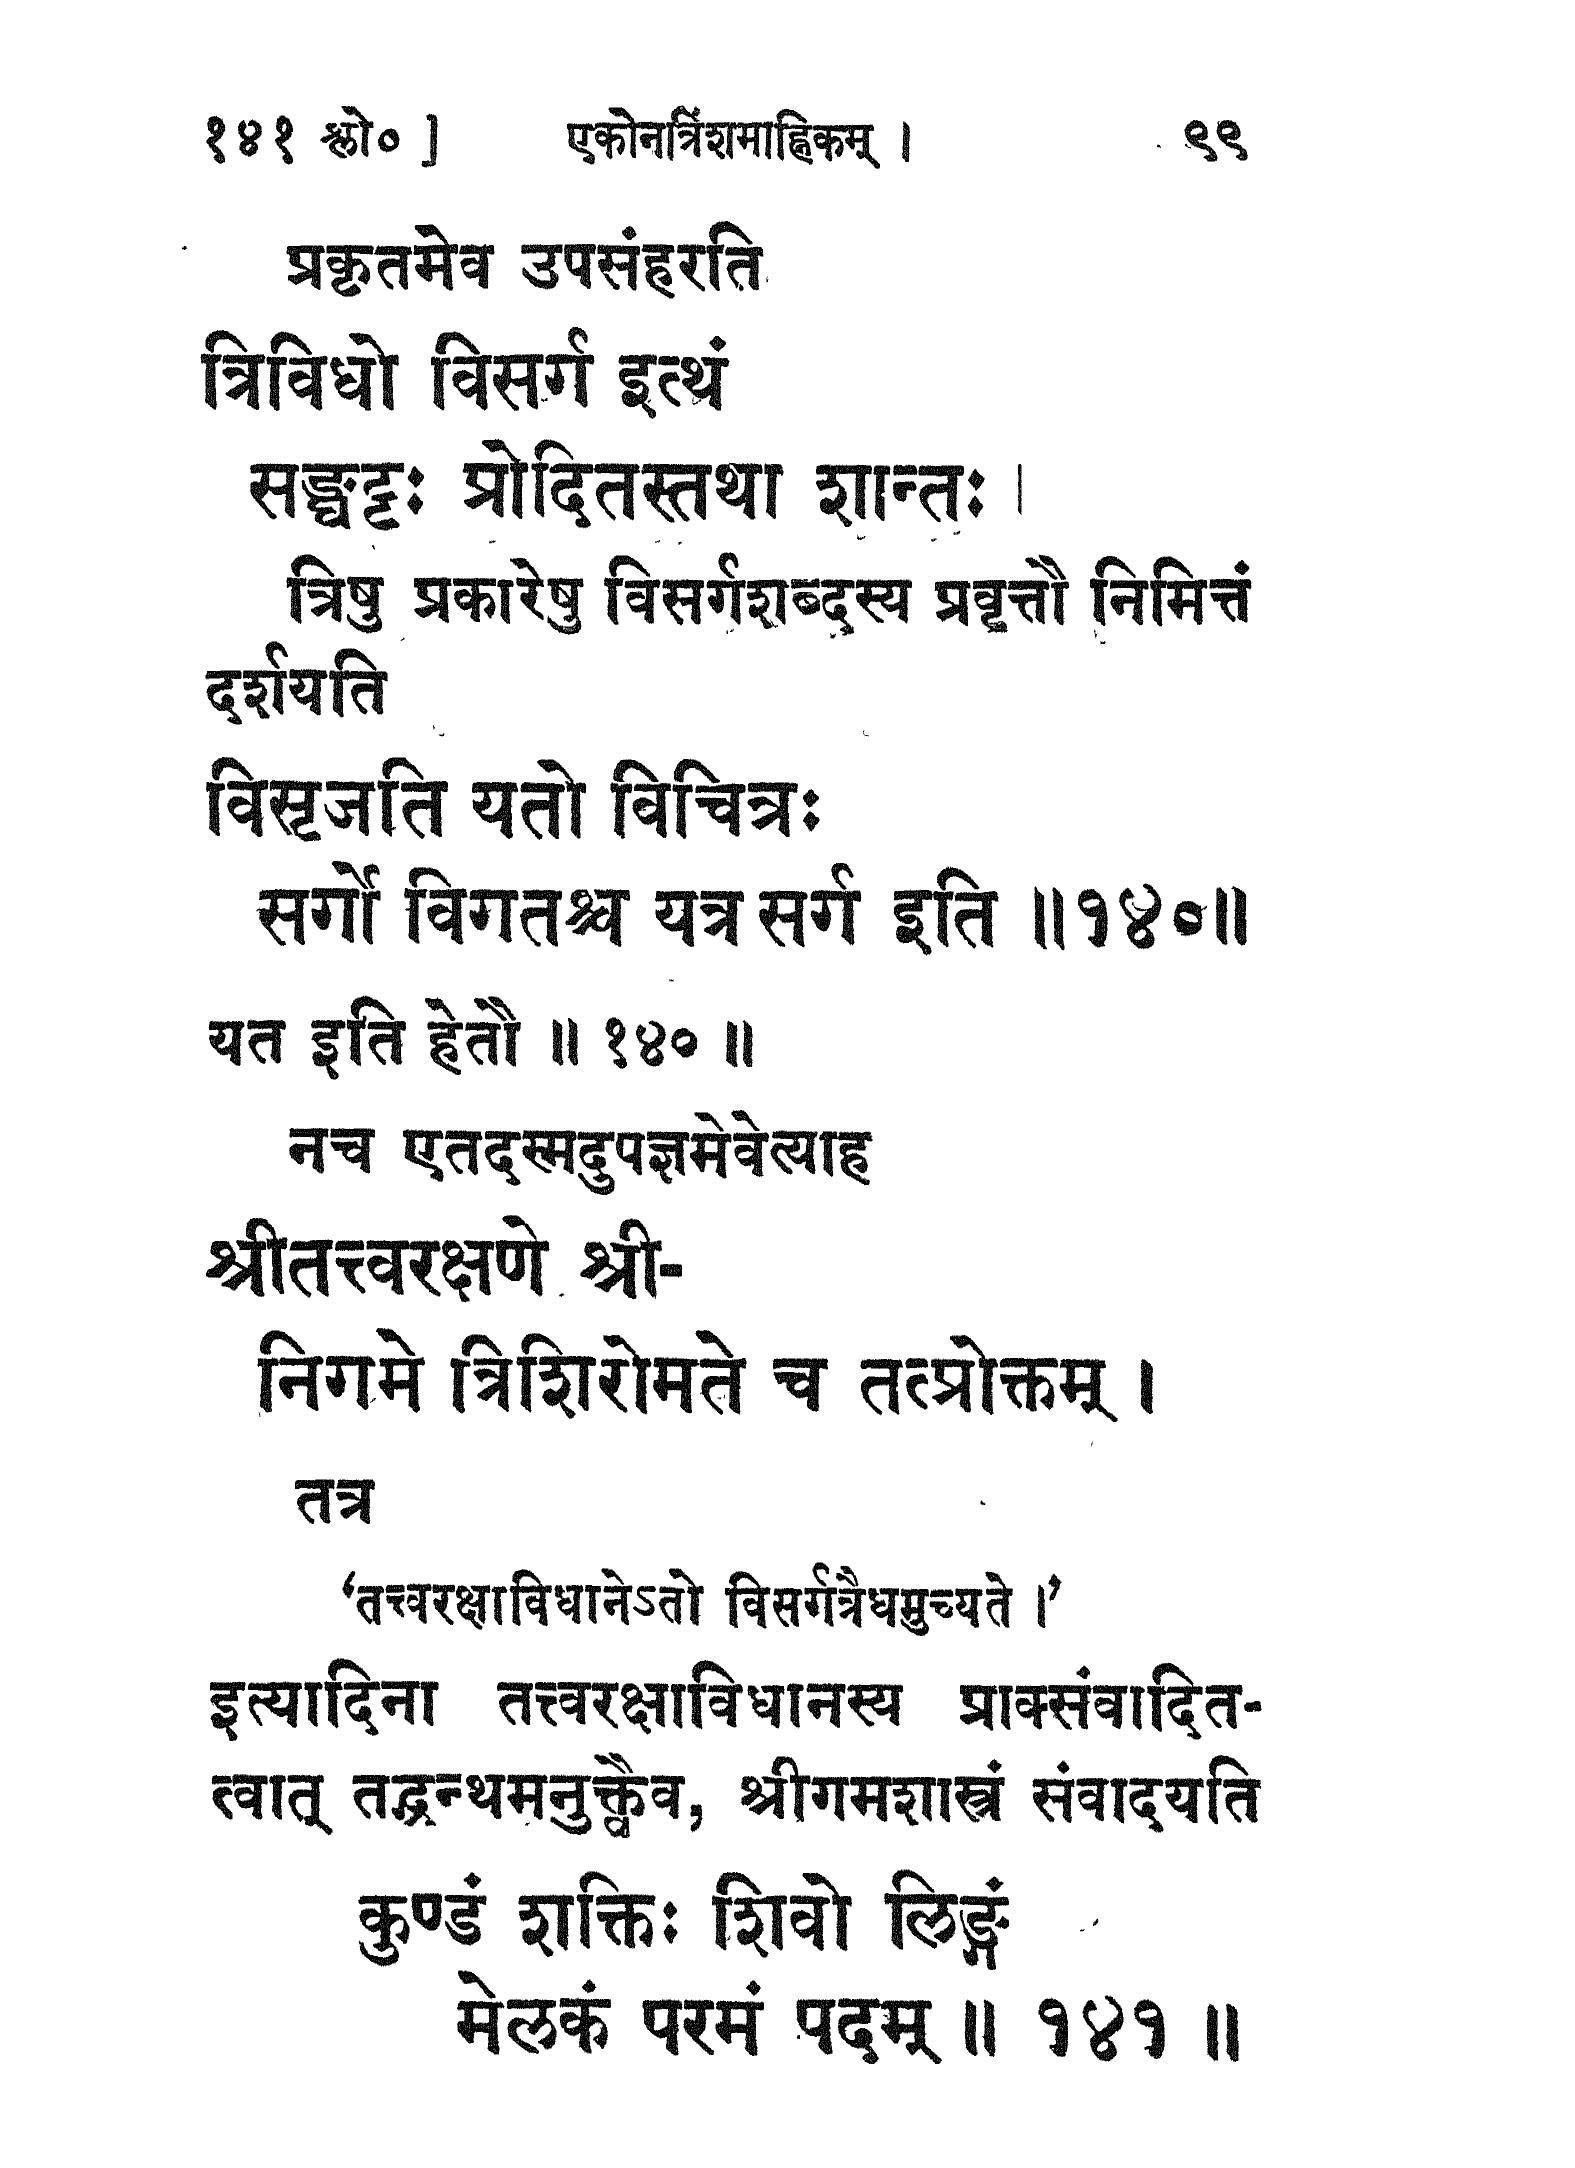 १४१ श्लो० ] एकोनत्रिंशमाह्निकम् । ९९
प्रकृतमेव उपसंहरति
त्रिविधो विसर्ग इत्थं
सङ्घट्टः प्रोदितस्तथा शान्तः ।
त्रिषु प्रकारेषु विसर्गशब्दस्य प्रवृत्तौ निमित्तं
दर्शयति
विसृजति यतो विचित्रः
सर्गो विगतश्च यत्र सर्ग इति ॥१४०॥
यत इति हेतौ ॥ १४० ॥
नच एतदस्मदुपज्ञमेवेत्याह
श्रीतत्त्वरक्षणे श्री-
निगमे त्रिशिरोमते च तत्प्रोक्तम् ।
तत्र
‘तत्त्वरक्षाविधानेऽतो विसर्गत्रैधमुच्यते ।’
इत्यादिना तत्त्वरक्षाविधानस्य प्राक्संवादित-
त्वात् तद्ग्रन्थमनुक्त्वैव, श्रीगमशास्त्रं संवादयति
कुण्डं शक्तिः शिवो लिङ्गं
मेलकं परमं पदम् ॥ १४१ ॥